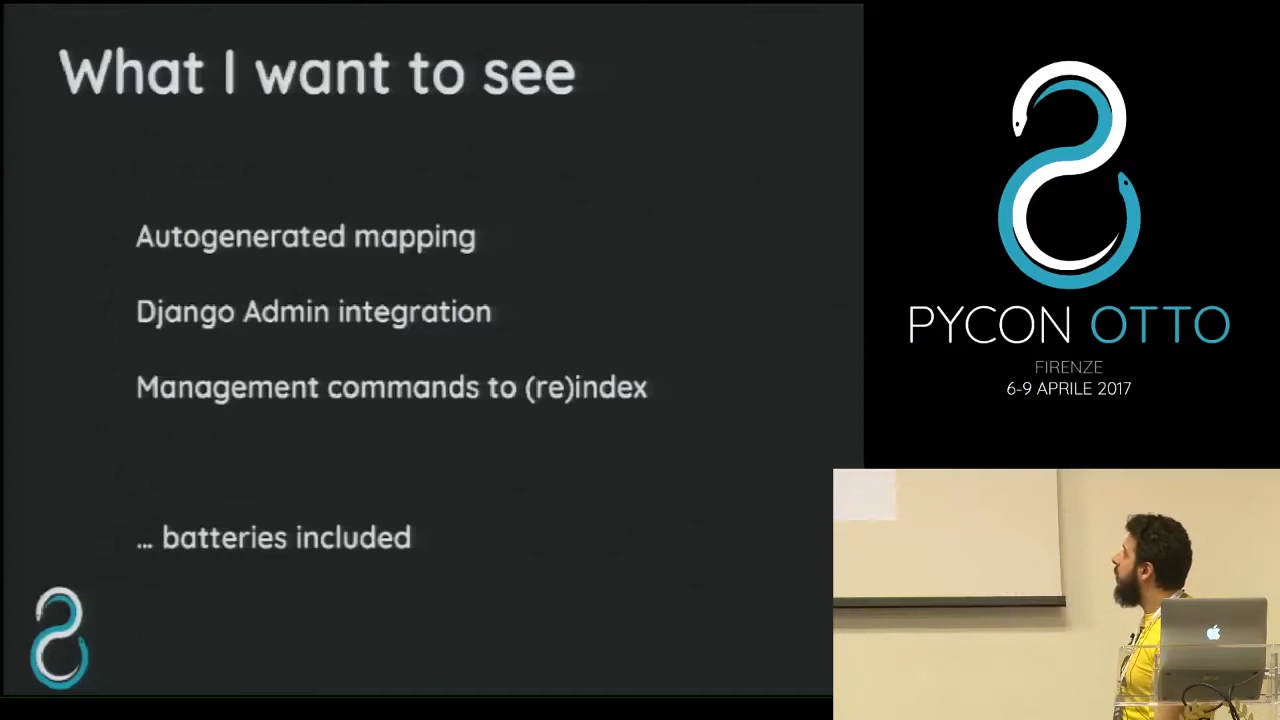 What I want to see
Autogenerated mapping
Django Admin integration
Management commands to (re)index
… batteries included
PYCON OTTO
FIRENZE
6-9 APRILE 2017